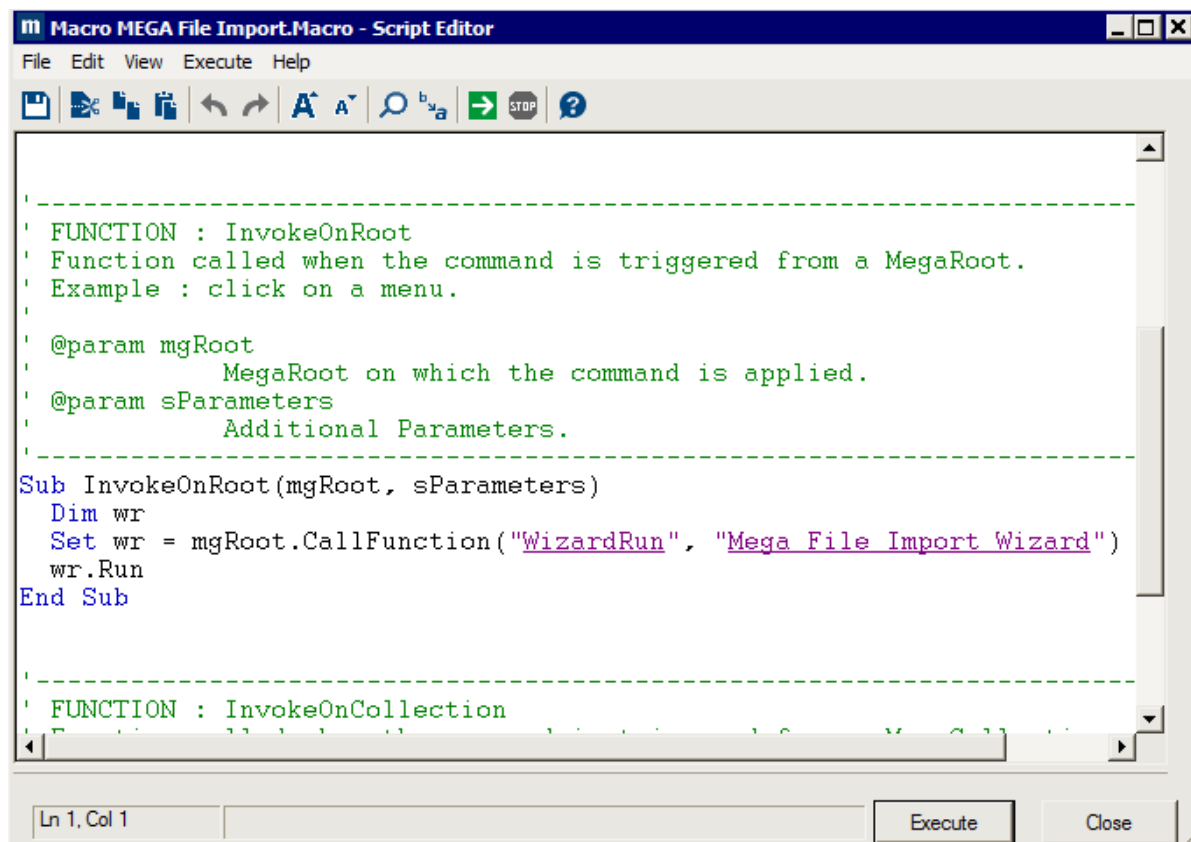 m Macro MEGA File Import.Macro - Script Editor
File Edit View Execute Help
A A b a STOP ?
'--------------------------------------------------------------------
' FUNCTION : InvokeOnRoot
' Function called when the command is triggered from a MegaRoot.
' Example : click on a menu.
'
' @param mgRoot
' MegaRoot on which the command is applied.
' @param sParameters
' Additional Parameters.
'--------------------------------------------------------------------
Sub InvokeOnRoot(mgRoot, sParameters)
Dim wr
Set wr = mgRoot.CallFunction("WizardRun", "Mega File Import Wizard")
wr.Run
End Sub
'--------------------------------------------------------------------
' FUNCTION : InvokeOnCollection
Ln 1, Col 1
Execute
Close